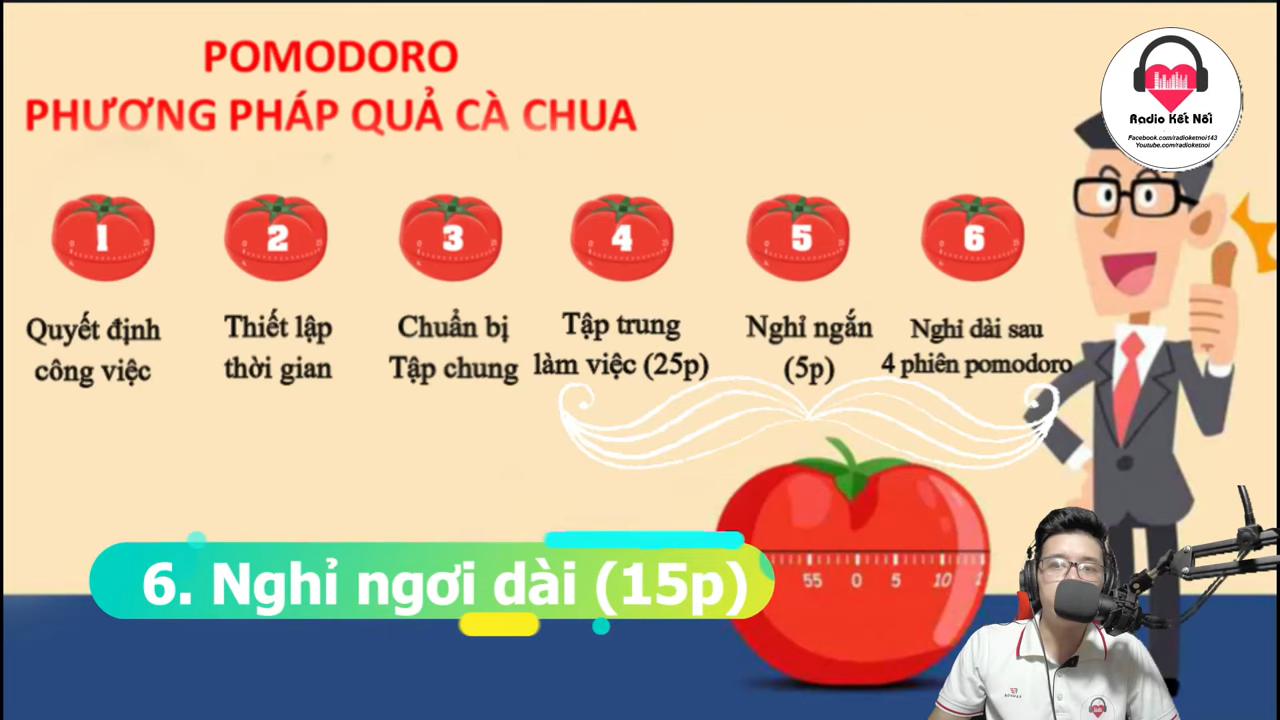 POMODORO
PHƯƠNG PHÁP QUẢ CÀ CHUA
Radio Kết Nối
Facebook.com/radioketnoi143
Youtube.com/radioketnoi
1
2
3
4
5
6
Quyết định
công việc
Thiết lập
thời gian
Chuẩn bị
Tập chung
Tập trung
làm việc (25p)
Nghỉ ngắn
(5p)
Nghỉ dài sau
4 phiên pomodoro
6. Nghỉ ngơi dài (15p)
55 0 5 10